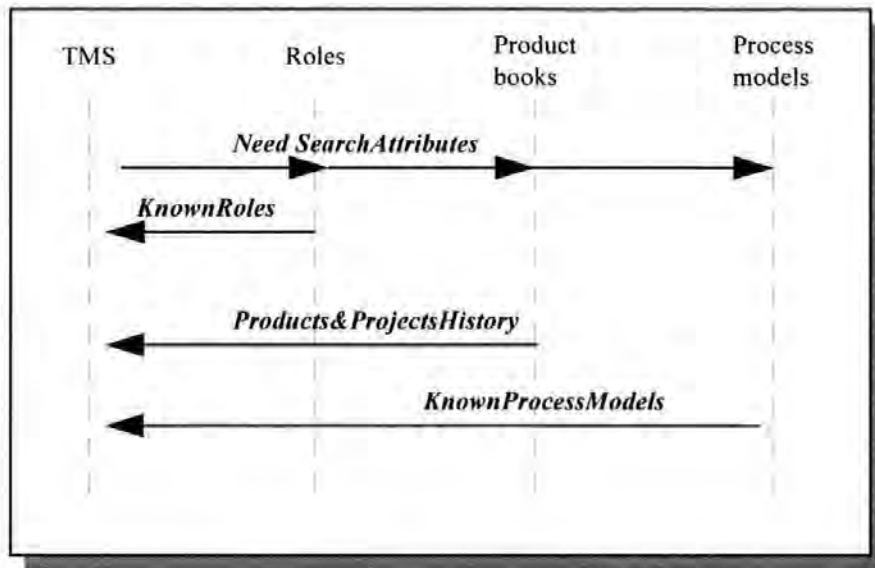 TMS
Roles
Product
books
Process
models
Need SearchAttributes
KnownRoles
Products&ProjectsHistory
KnownProcessModels